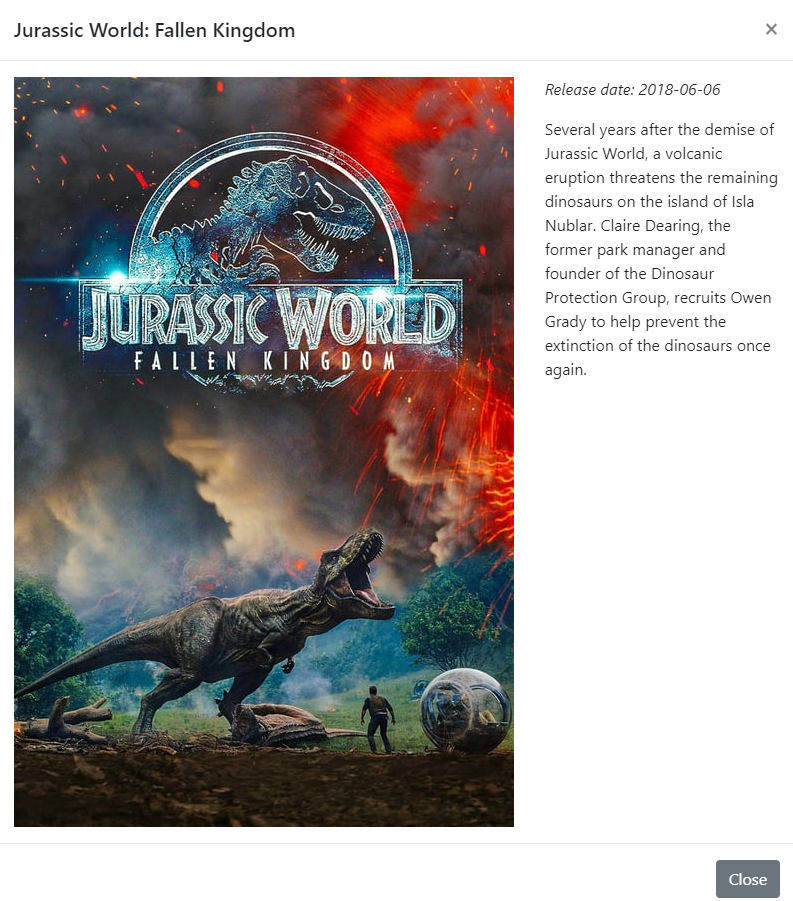 Jurassic World: Fallen Kingdom
×
JURASSIC WORLD
FALLEN KINGDOM
Release date: 2018-06-06
Several years after the demise of
Jurassic World, a volcanic
eruption threatens the remaining
dinosaurs on the island of Isla
Nublar. Claire Dearing, the
former park manager and
founder of the Dinosaur
Protection Group, recruits Owen
Grady to help prevent the
extinction of the dinosaurs once
again.
Close